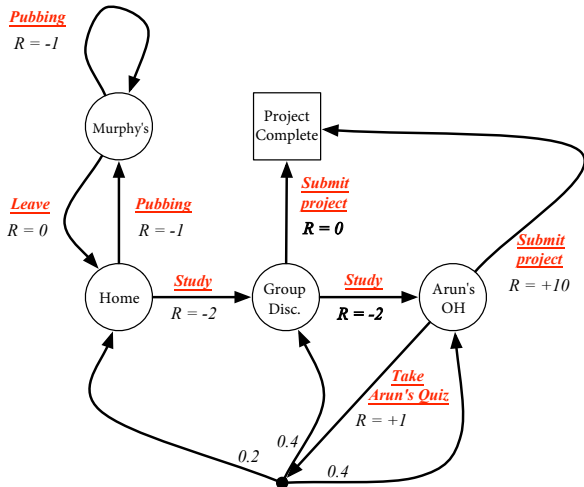 Pubbing
R = -1
Murphy's
Project
Complete
Leave
R = 0
Pubbing
R = -1
Submit
project
R = 0
Submit
project
R = +10
Home
Study
R = -2
Group
Disc.
Study
R = -2
Arun's
OH
Take
Arun's Quiz
R = +1
0.2
0.4
0.4